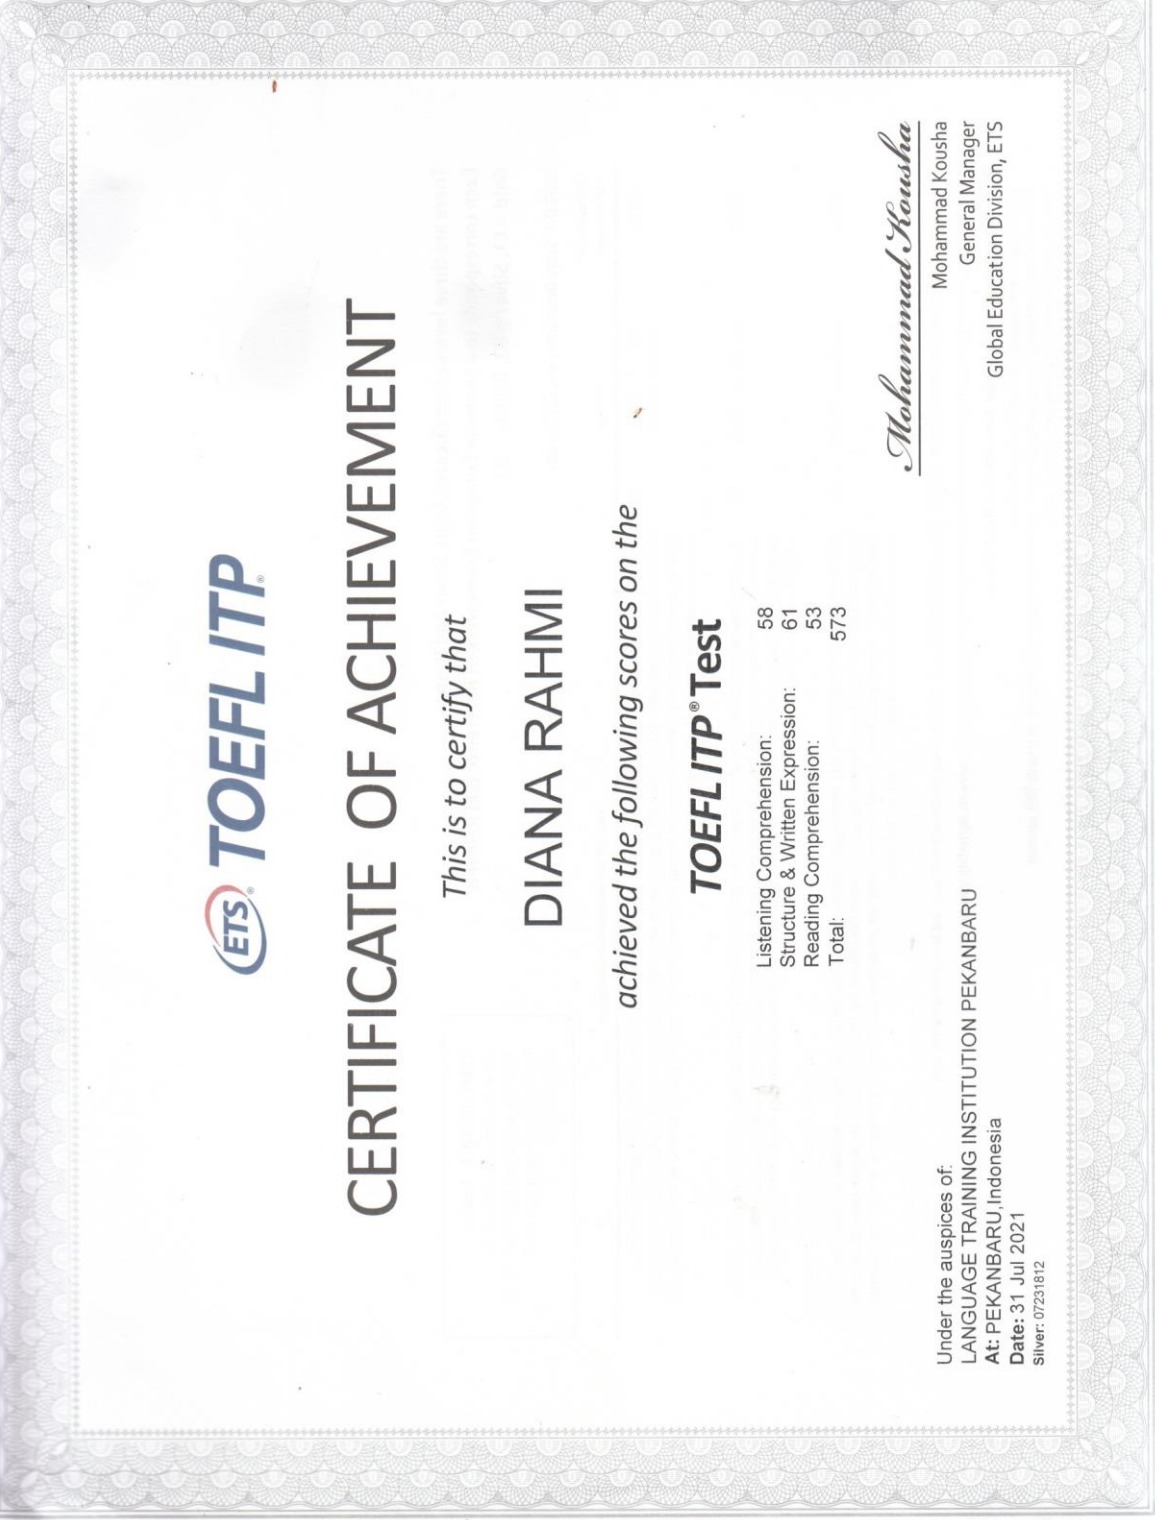 ETS® TOEFL ITP®
CERTIFICATE OF ACHIEVEMENT
This is to certify that
DIANA RAHMI
achieved the following scores on the
TOEFL ITP® Test
Listening Comprehension: 58
Structure & Written Expression: 61
Reading Comprehension: 53
Total: 573
Under the auspices of:
LANGUAGE TRAINING INSTITUTION PEKANBARU
At: PEKANBARU,Indonesia
Date: 31 Jul 2021
Silver: 07231812
Mohammad Kousha
Mohammad Kousha
General Manager
Global Education Division, ETS